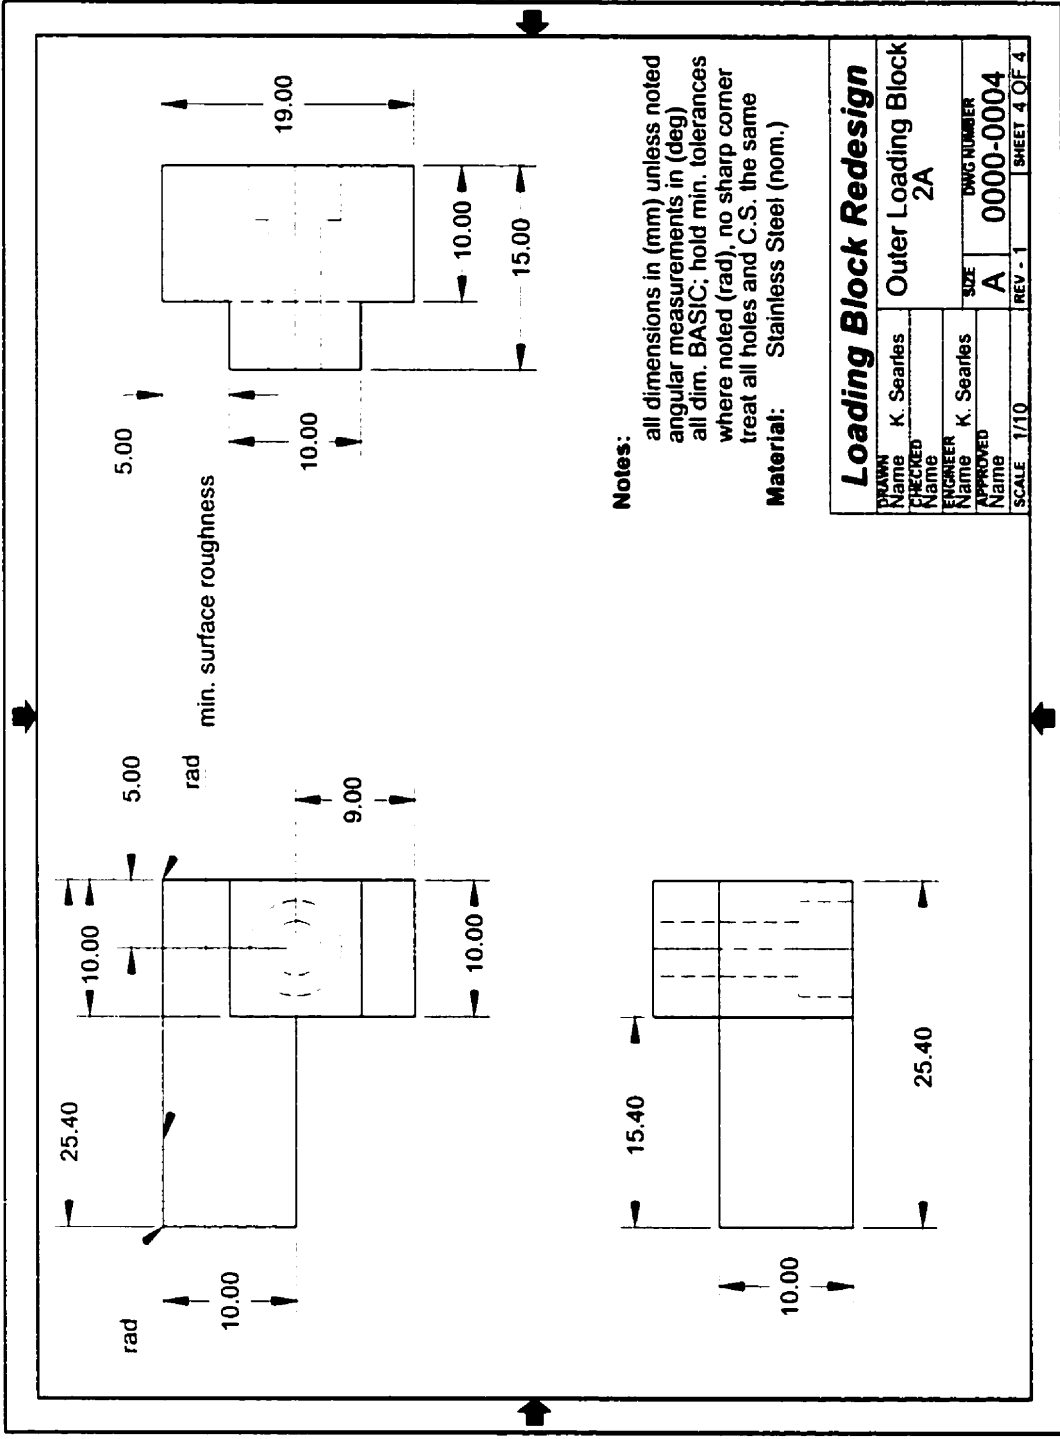 25.40
10.00
5.00
rad
10.00
rad
9.00
10.00
min. surface roughness
5.00
10.00
19.00
10.00
15.00
15.40
10.00
25.40
Notes:
all dimensions in (mm) unless noted
angular measurements in (deg)
all dim. BASIC; hold min. tolerances
where noted (rad), no sharp corner
treat all holes and C.S. the same
Material: Stainless Steel (nom.)
Loading Block Redesign
DRAWN
Name K. Searles
CHECKED
Name
ENGINEER
Name K. Searles
APPROVED
Name
Outer Loading Block
2A
SIZE
A
DWG NUMBER
0000-0004
SCALE 1/10
REV - 1
SHEET 4 OF 4